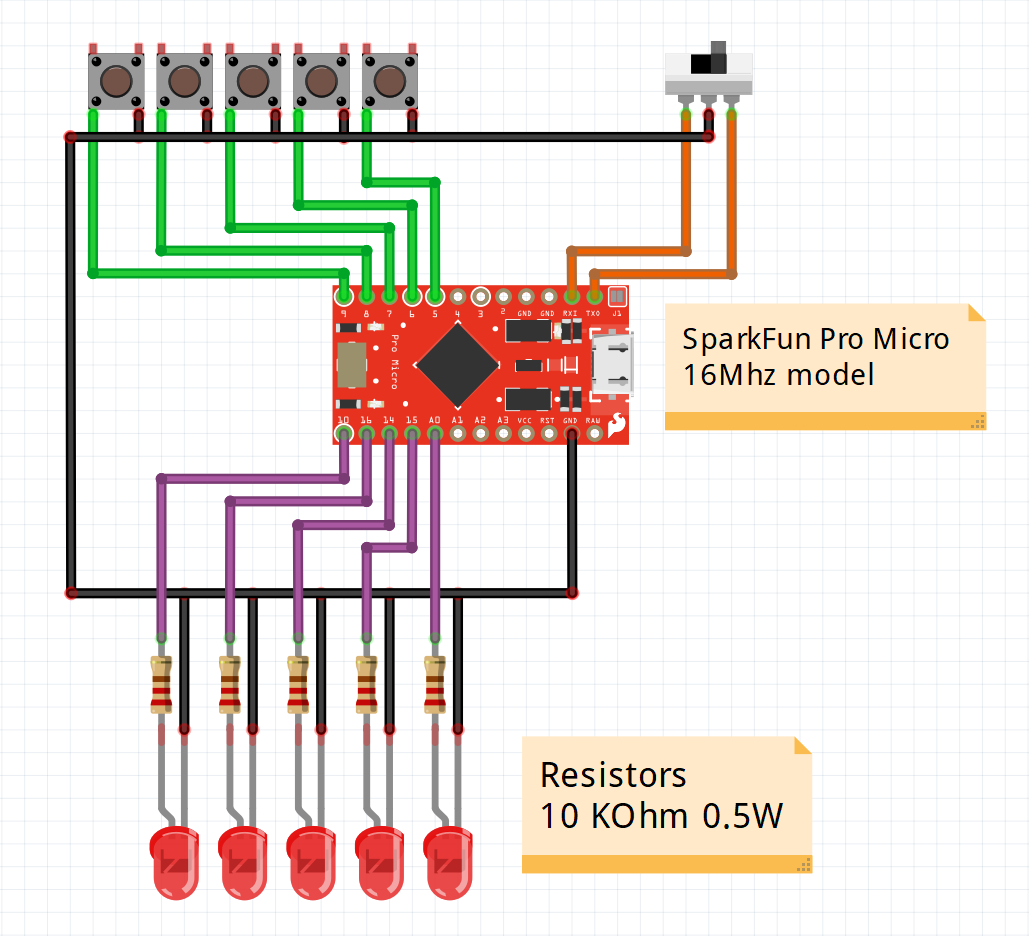 9 8 7 6 5 4 3 2 GND GND RXI TXO J1
Pro Micro
10 16 14 15 A0 A1 A2 A3 VCC RST GND RAW
SparkFun Pro Micro
16Mhz model
Resistors
10 KOhm 0.5W